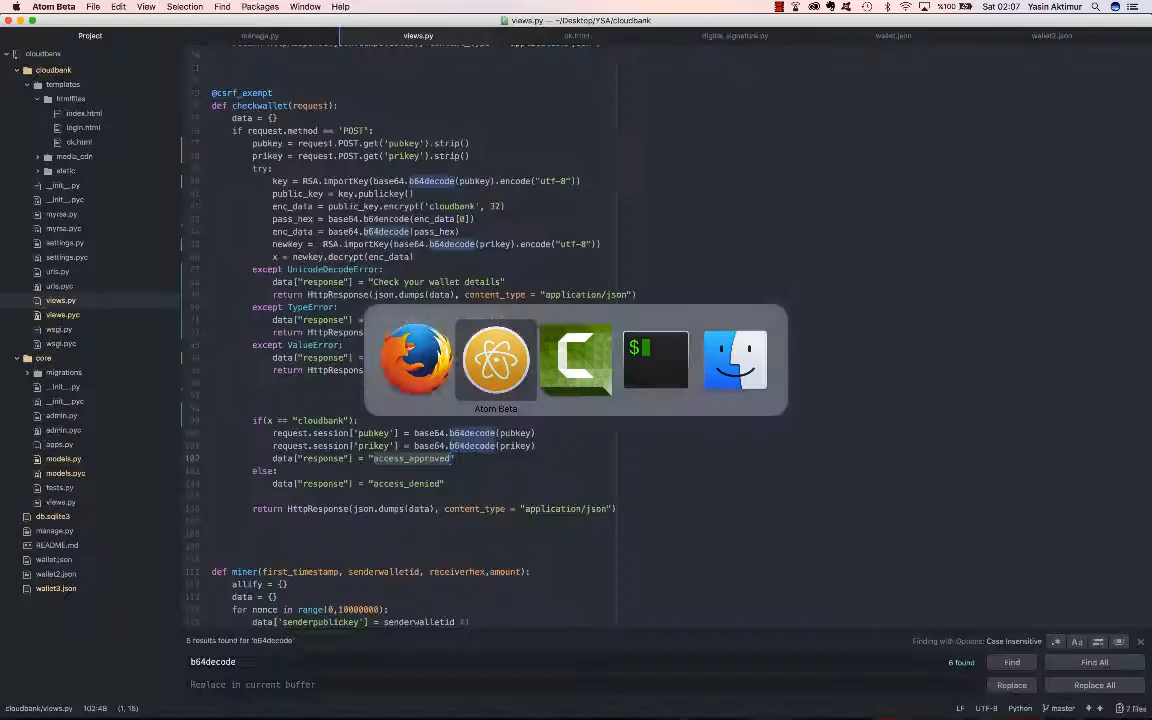 Atom Beta File Edit View Selection Find Packages Window Help %100 Sat 02:07 Yasin Aktimur
views.py — ~/Desktop/YSA/cloudbank
Project manage.py views.py ok.html digital_signature.py wallet.json wallet2.json
cloudbank
cloudbank
templates
htmlfiles
index.html
login.html
ok.html
media_cdn
static
__init__.py
__init__.pyc
myrsa.py
myrsa.pyc
settings.py
settings.pyc
urls.py
urls.pyc
views.py
views.pyc
wsgi.py
wsgi.pyc
core
migrations
__init__.py
__init__.pyc
admin.py
admin.pyc
apps.py
models.py
models.pyc
tests.py
views.py
db.sqlite3
manage.py
README.md
wallet.json
wallet2.json
wallet3.json
@csrf_exempt
def checkwallet(request):
data = {}
if request.method == 'POST':
pubkey = request.POST.get('pubkey').strip()
prikey = request.POST.get('prikey').strip()
try:
key = RSA.importKey(base64.b64decode(pubkey).encode("utf-8"))
public_key = key.publickey()
enc_data = public_key.encrypt('cloudbank', 32)
pass_hex = base64.b64encode(enc_data[0])
enc_data = base64.b64decode(pass_hex)
newkey = RSA.importKey(base64.b64decode(prikey).encode("utf-8"))
x = newkey.decrypt(enc_data)
except UnicodeDecodeError:
data["response"] = "Check your wallet details"
return HttpResponse(json.dumps(data), content_type = "application/json")
except TypeError:
data["response"] =
return HttpRespons
except ValueError:
data["response"] =
return HttpRespons
Atom Beta
if(x == "cloudbank"):
request.session['pubkey'] = base64.b64decode(pubkey)
request.session['prikey'] = base64.b64decode(prikey)
102 data["response"] = "access_approved"
else:
data["response"] = "access_denied"
return HttpResponse(json.dumps(data), content_type = "application/json")
def miner(first_timestamp, senderwalletid, receiverhex,amount):
allify = {}
data = {}
for nonce in range(0,10000000):
data['senderpublickey'] = senderwalletid
6 results found for 'b64decode' Finding with Options: Case Insensitive .* Aa
b64decode 6 found Find Find All
Replace in current buffer Replace Replace All
cloudbank/views.py 102:48 (1, 15) LF UTF-8 Python master 7 files